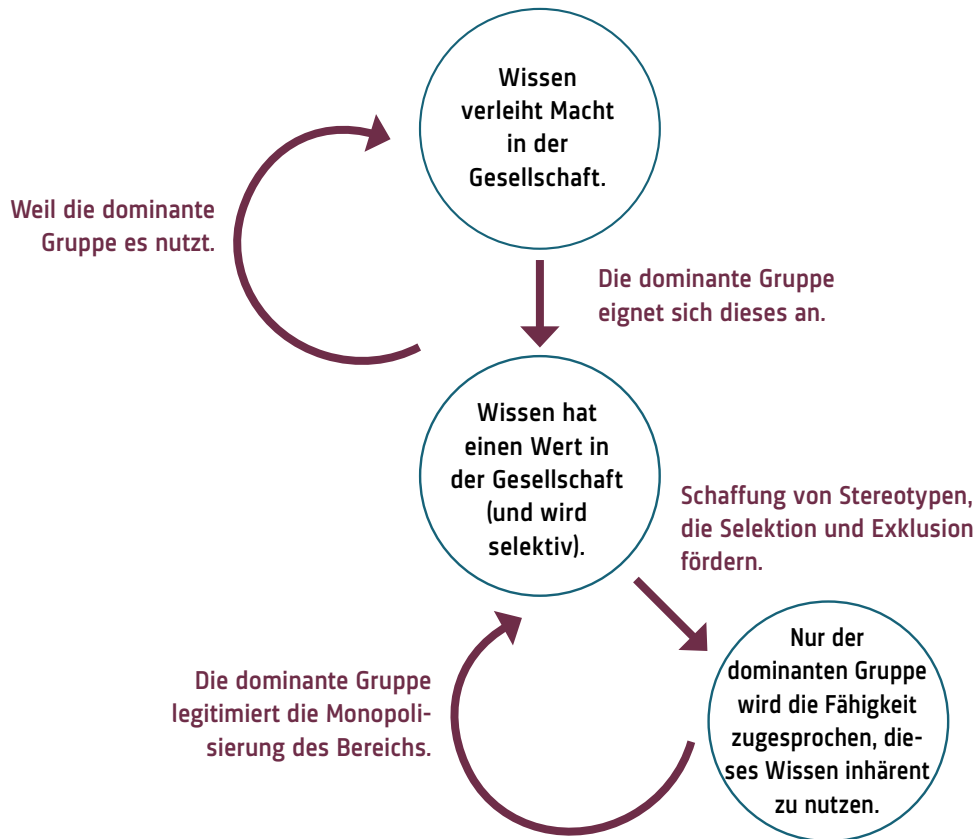 Wissen
verleiht Macht
in der
Gesellschaft.
Weil die dominante
Gruppe es nutzt.
Die dominante Gruppe
eignet sich dieses an.
Wissen hat
einen Wert in
der Gesellschaft
(und wird
selektiv).
Schaffung von Stereotypen,
die Selektion und Exklusion
fördern.
Nur der
dominanten Gruppe
wird die Fähigkeit
zugesprochen, die-
ses Wissen inhärent
zu nutzen.
Die dominante Gruppe
legitimiert die Monopoli-
sierung des Bereichs.